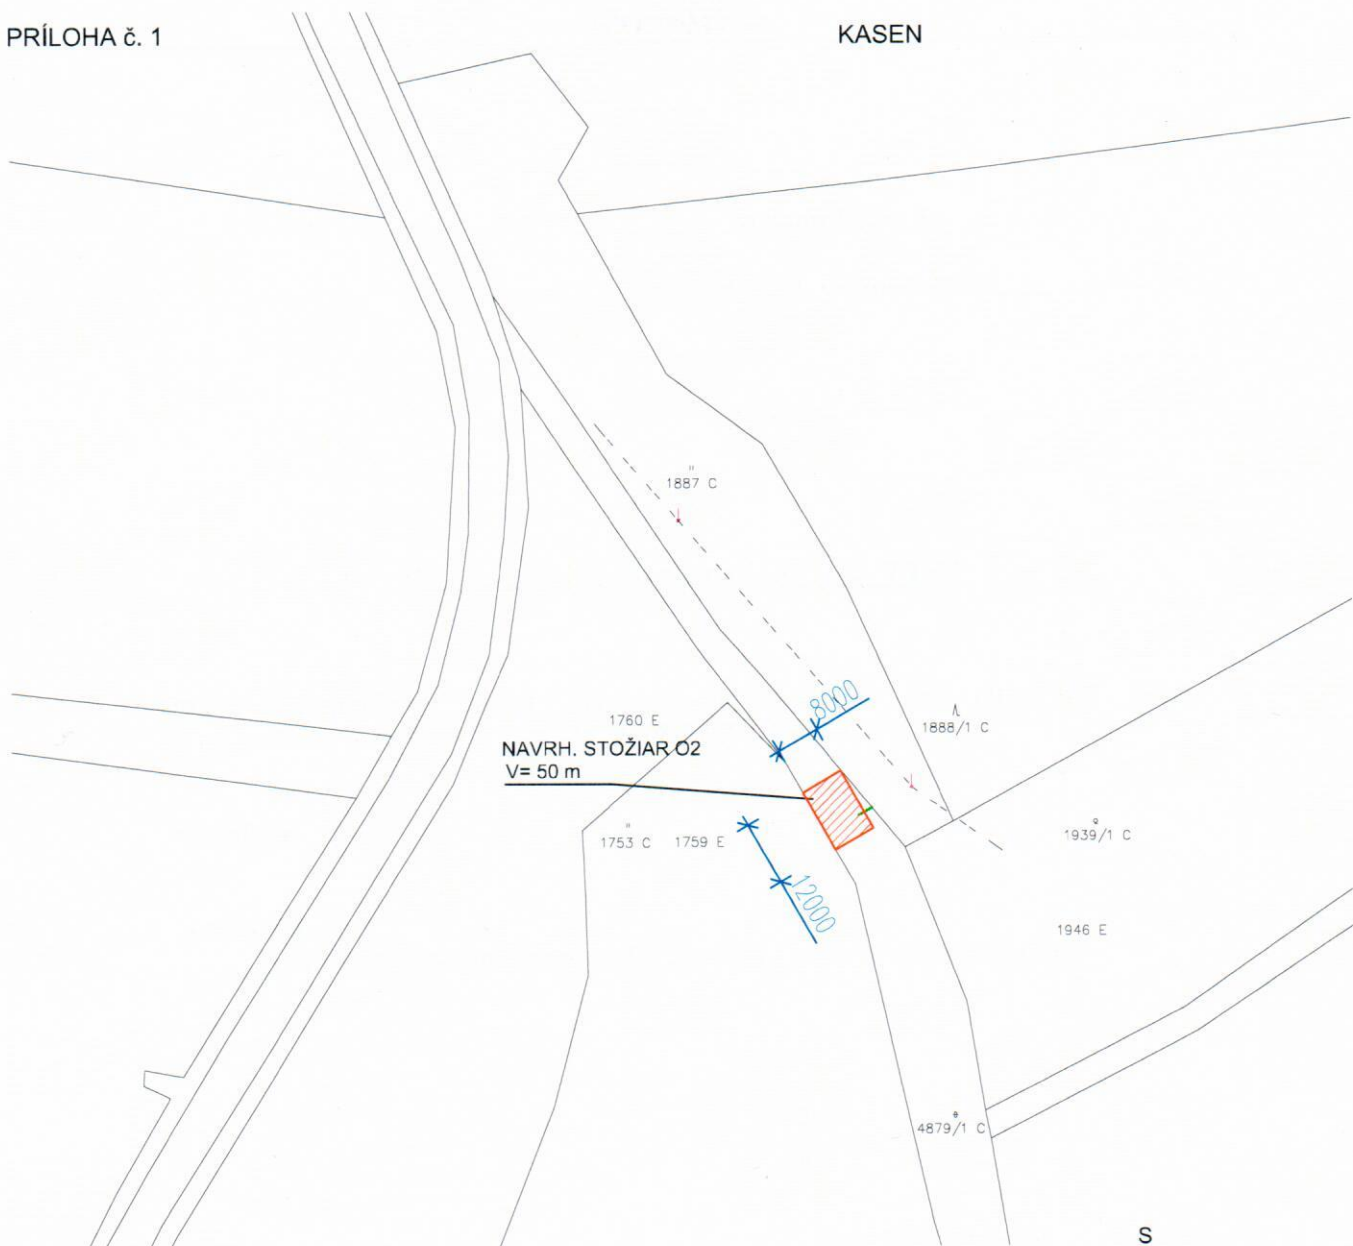 PRÍLOHA č. 1
KASEN
1887 C
8000
1760 E
1888/1 C
NAVRH. STOŽIAR O2
V= 50 m
1753 C
1759 E
1939/1 C
12000
1946 E
4879/1 C
S